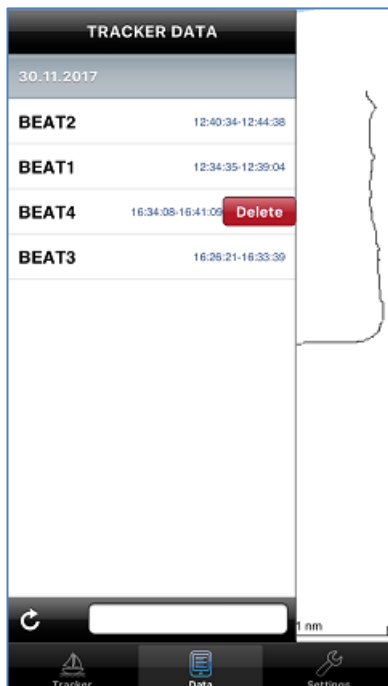 TRACKER DATA
30.11.2017
BEAT2 12:40:34-12:44:38
BEAT1 12:34:35-12:39:04
BEAT4 16:34:08-16:41:09 Delete
BEAT3 16:26:21-16:33:39
1 nm
Tracker Data Settings